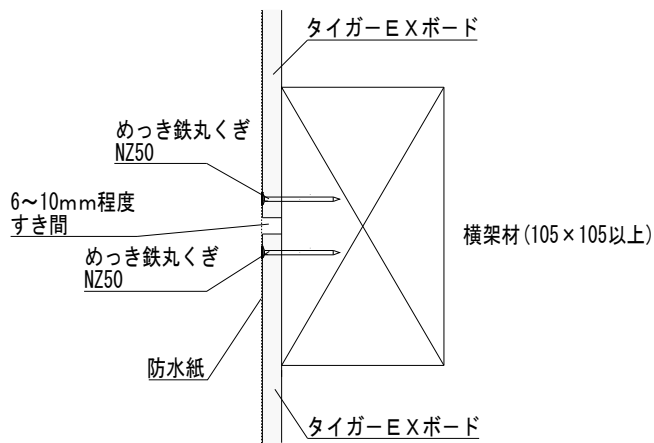 タイガーＥＸボード
めっき鉄丸くぎ
NZ50
6～10mm程度
すき間
横架材(105×105以上)
めっき鉄丸くぎ
NZ50
防水紙
タイガーＥＸボード